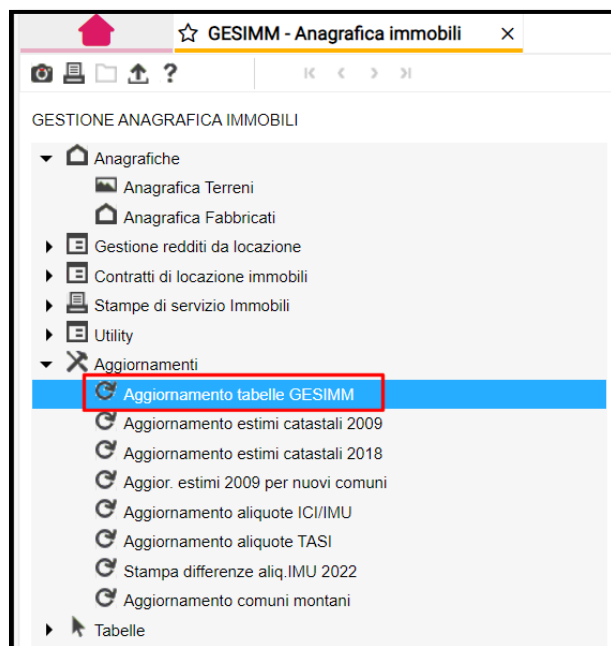 GESIMM - Anagrafica immobili
GESTIONE ANAGRAFICA IMMOBILI
Anagrafiche
Anagrafica Terreni
Anagrafica Fabbricati
Gestione redditi da locazione
Contratti di locazione immobili
Stampe di servizio Immobili
Utility
Aggiornamenti
Aggiornamento tabelle GESIMM
Aggiornamento estimi catastali 2009
Aggiornamento estimi catastali 2018
Aggior. estimi 2009 per nuovi comuni
Aggiornamento aliquote ICI/IMU
Aggiornamento aliquote TASI
Stampa differenze aliq.IMU 2022
Aggiornamento comuni montani
Tabelle